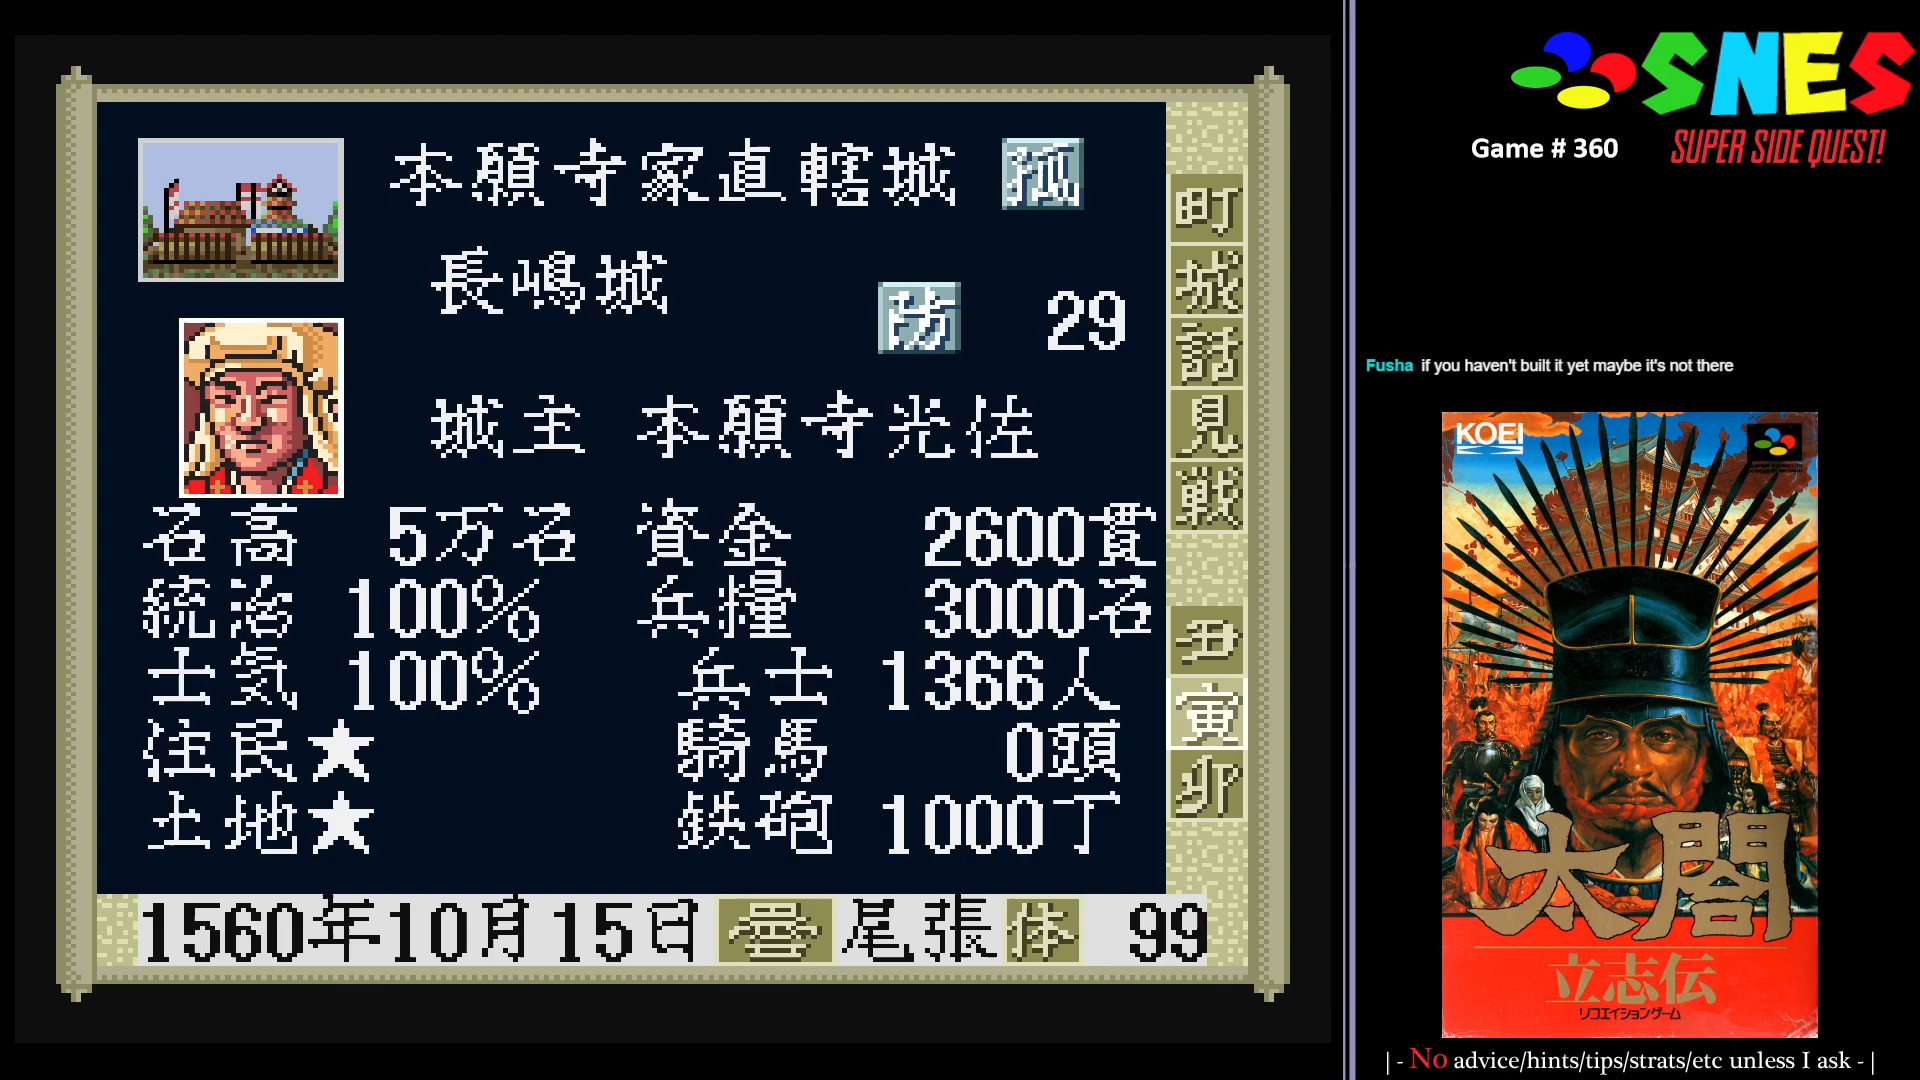 本願寺家直轄城 孤
長嶋城
防 29
城主 本願寺光佐
石高 5万石 資金 2600貫
統治 100% 兵糧 3000石
士気 100% 兵士 1366人
住民★ 騎馬 0頭
土地★ 鉄砲 1000丁
町
城
話
見
戦
丑
寅
卯
1560年10月15日 曇 尾張 体 99
SNES
Game # 360 SUPER SIDE QUEST!
Fusha if you haven't built it yet maybe it's not there
KOEI
太閤
立志伝
リコエイションゲーム
| - No advice/hints/tips/strats/etc unless I ask - |